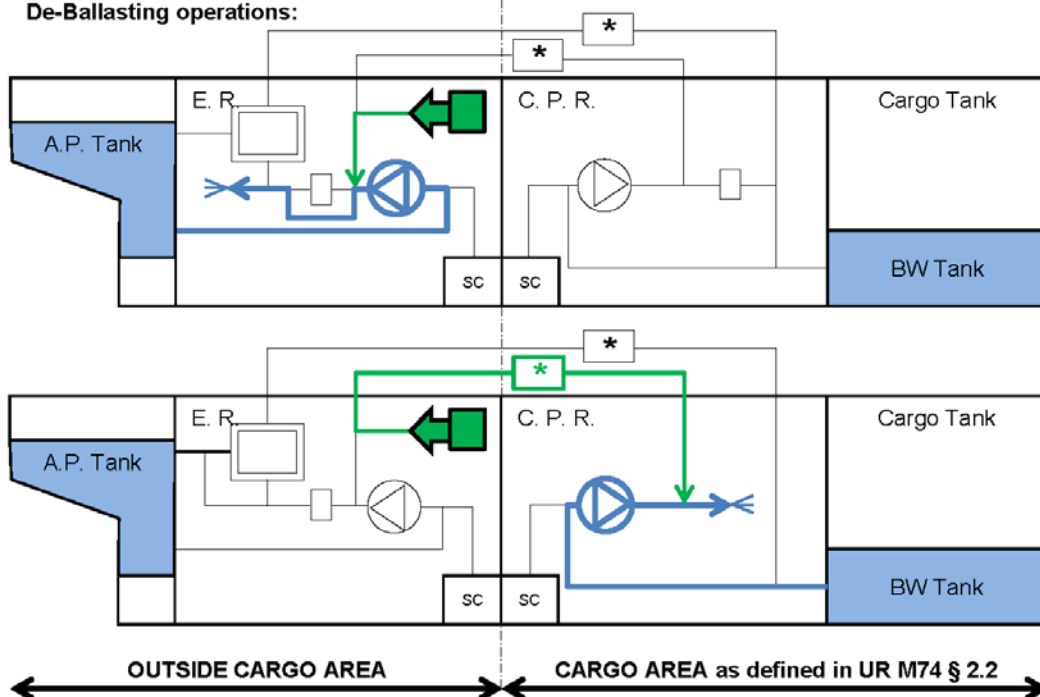 De-Ballasting operations:
*
*
E. R.
C. P. R.
Cargo Tank
A.P. Tank
BW Tank
sc
sc
*
*
E. R.
C. P. R.
Cargo Tank
A.P. Tank
BW Tank
sc
sc
OUTSIDE CARGO AREA
CARGO AREA as defined in UR M74 § 2.2